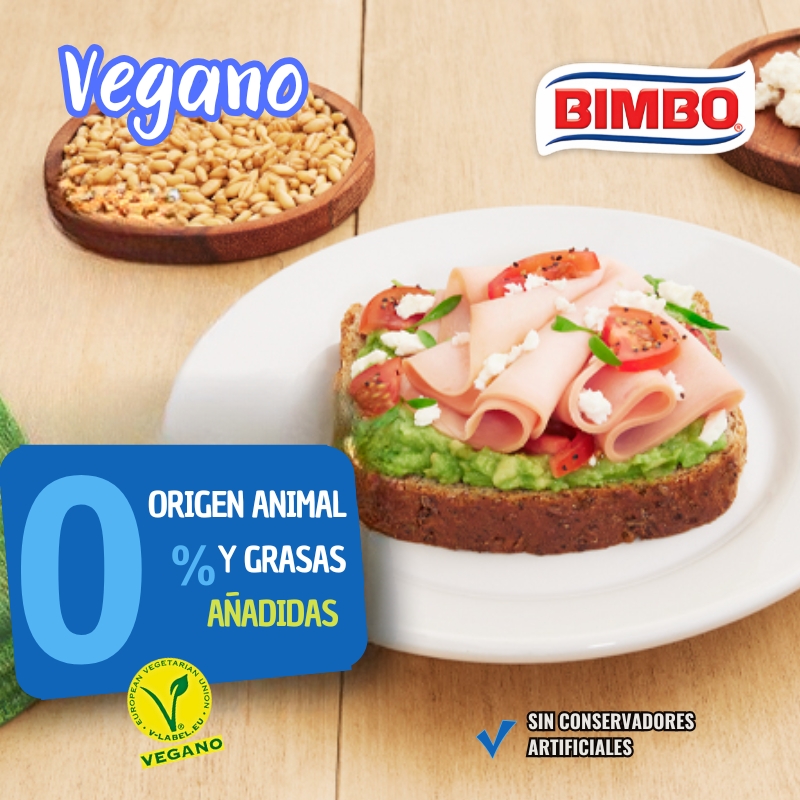 Vegano
BIMBO
®
0
ORIGEN ANIMAL
% Y GRASAS
AÑADIDAS
EUROPEAN VEGETARIAN UNION
• V-LABEL.EU •
VEGANO
SIN CONSERVADORES
ARTIFICIALES